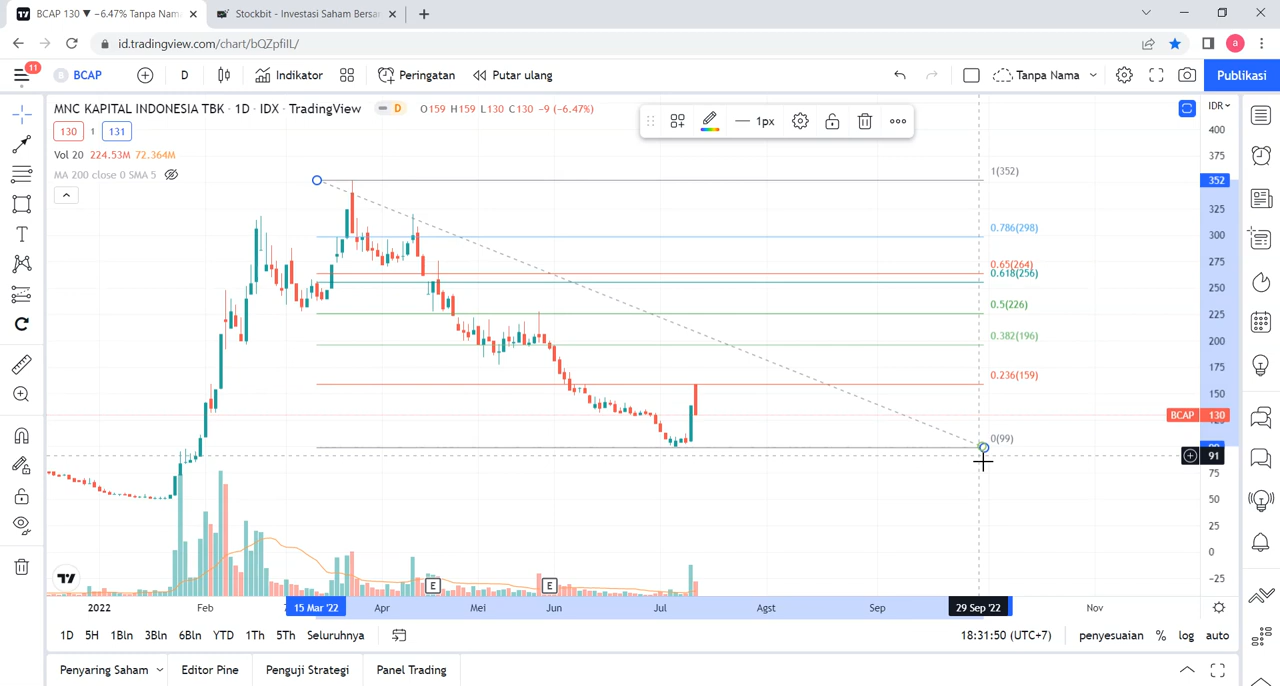 BCAP 130 ▼ −6.47% Tanpa Nam
Stockbit - Investasi Saham Bersa
id.tradingview.com/chart/bQZpfiIL/
a
11
BCAP
D
Indikator
Peringatan
Putar ulang
Tanpa Nama
Publikasi
MNC KAPITAL INDONESIA TBK · 1D · IDX · TradingView
D
O159 H159 L130 C130 −9 (−6.47%)
1px
IDR
130
1
131
Vol 20 224.53M 72.364M
MA 200 close 0 SMA 5
400
375
352
325
300
275
250
225
200
175
150
BCAP 130
91
75
50
25
0
−25
1(352)
0.786(298)
0.65(264)
0.618(256)
0.5(226)
0.382(196)
0.236(159)
0(99)
E
E
2022
Feb
15 Mar '22
Apr
Mei
Jun
Jul
Agst
Sep
29 Sep '22
Nov
1D 5H 1Bln 3Bln 6Bln YTD 1Th 5Th Seluruhnya
18:31:50 (UTC+7)
penyesuaian % log auto
Penyaring Saham
Editor Pine
Penguji Strategi
Panel Trading